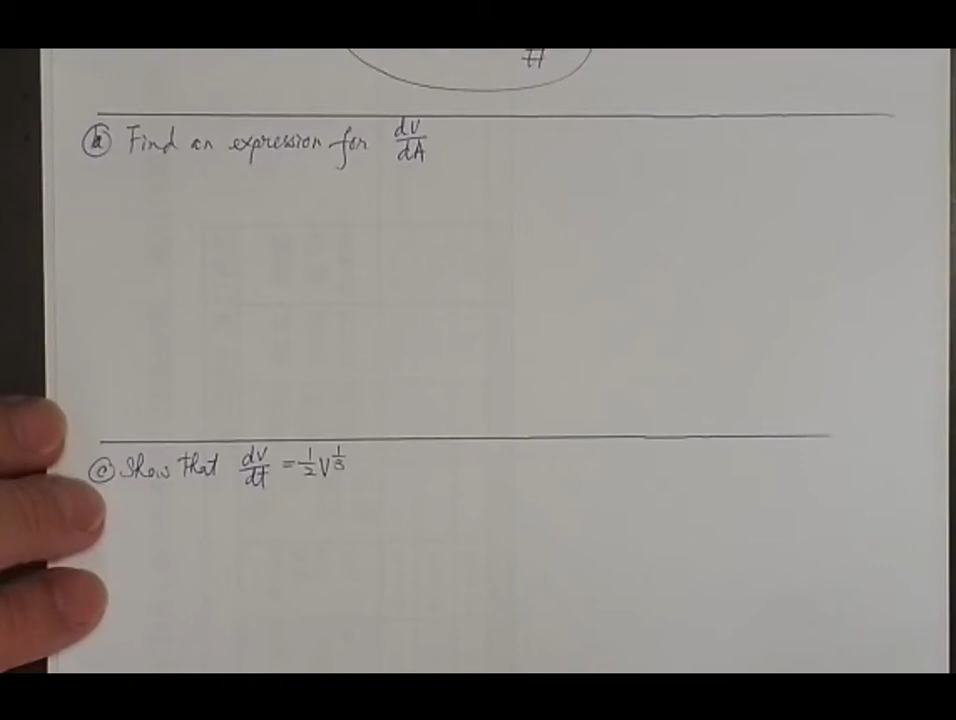 #
ⓑ Find an expression for dV/dA
ⓒ Show that dV/dt = 1/2 V^1/3